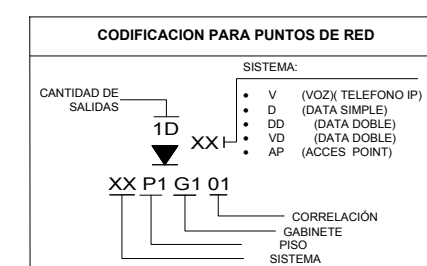 CODIFICACION PARA PUNTOS DE RED
SISTEMA:
CANTIDAD DE
SALIDAS
• V (VOZ)( TELEFONO IP)
• D (DATA SIMPLE)
• DD (DATA DOBLE)
• VD (DATA DOBLE)
• AP (ACCES POINT)
1D
XX
XX P1 G1 01
CORRELACIÓN
GABINETE
PISO
SISTEMA